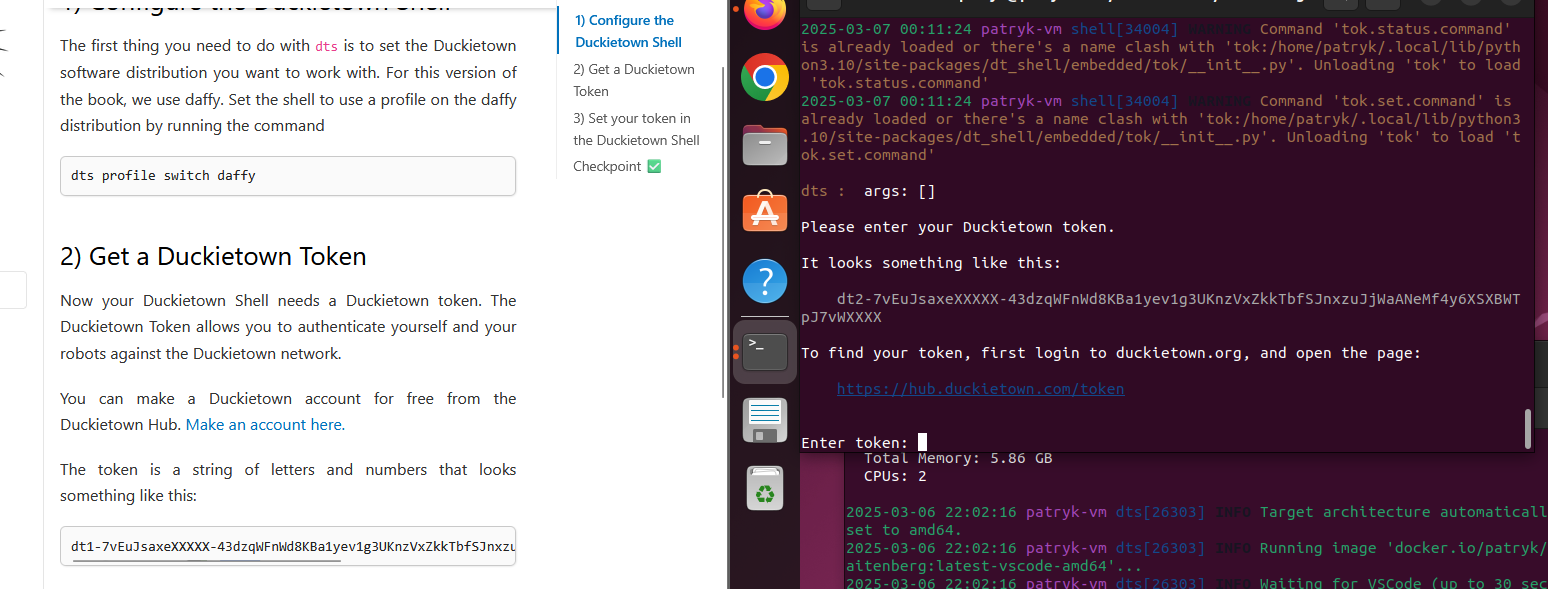 The first thing you need to do with dts is to set the Duckietown
software distribution you want to work with. For this version of
the book, we use daffy. Set the shell to use a profile on the daffy
distribution by running the command
dts profile switch daffy
2) Get a Duckietown Token
Now your Duckietown Shell needs a Duckietown token. The
Duckietown Token allows you to authenticate yourself and your
robots against the Duckietown network.
You can make a Duckietown account for free from the
Duckietown Hub. Make an account here.
The token is a string of letters and numbers that looks
something like this:
dt1-7vEuJsaxeXXXXX-43dzqWFnWd8KBa1yev1g3UKnzVxZkkTbfSJnxzu
1) Configure the
Duckietown Shell
2) Get a Duckietown
Token
3) Set your token in
the Duckietown Shell
Checkpoint ✅
2025-03-07 00:11:24 patryk-vm shell[34004] WARNING Command 'tok.status.command'
is already loaded or there's a name clash with 'tok:/home/patryk/.local/lib/pyth
on3.10/site-packages/dt_shell/embedded/tok/__init__.py'. Unloading 'tok' to load
'tok.status.command'
2025-03-07 00:11:24 patryk-vm shell[34004] WARNING Command 'tok.set.command' is
already loaded or there's a name clash with 'tok:/home/patryk/.local/lib/python3
.10/site-packages/dt_shell/embedded/tok/__init__.py'. Unloading 'tok' to load 't
ok.set.command'
dts :  args: []
Please enter your Duckietown token.
It looks something like this:
dt2-7vEuJsaxeXXXXX-43dzqWFnWd8KBa1yev1g3UKnzVxZkkTbfSJnxzuJjWaANeMf4y6XSXBWT
pJ7vWXXXX
To find your token, first login to duckietown.org, and open the page:
https://hub.duckietown.com/token
Enter token:
Total Memory: 5.86 GB
CPUs: 2
2025-03-06 22:02:16 patryk-vm dts[26303] INFO Target architecture automaticall
set to amd64.
2025-03-06 22:02:16 patryk-vm dts[26303] INFO Running image 'docker.io/patryk/
aitenberg:latest-vscode-amd64'...
2025-03-06 22:02:16 patryk-vm dts[26303] INFO Waiting for VSCode (up to 30 sec